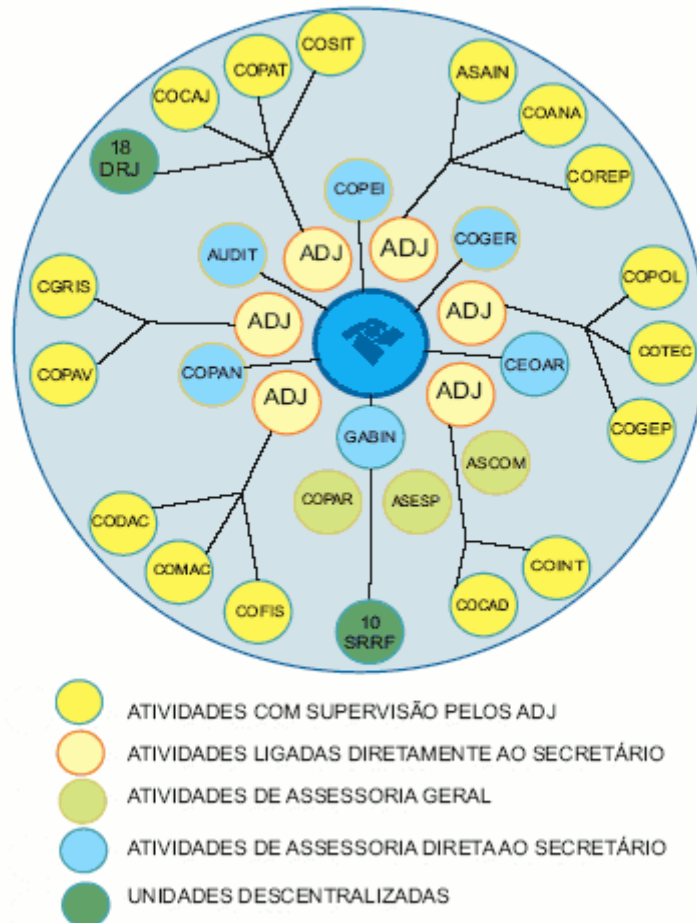 COSIT
COPAT
COCAJ
18
DRJ
ASAIN
COANA
COREP
COPEI
ADJ
ADJ
AUDIT
COGER
CGRIS
COPAV
ADJ
COPAN
ADJ
ADJ
CEOAR
ADJ
COPOL
COTEC
COGEP
GABIN
COPAR
ASESP
ASCOM
CODAC
COMAC
COFIS
10
SRRF
COCAD
COINT
ATIVIDADES COM SUPERVISÃO PELOS ADJ
ATIVIDADES LIGADAS DIRETAMENTE AO SECRETÁRIO
ATIVIDADES DE ASSESSORIA GERAL
ATIVIDADES DE ASSESSORIA DIRETA AO SECRETÁRIO
UNIDADES DESCENTRALIZADAS